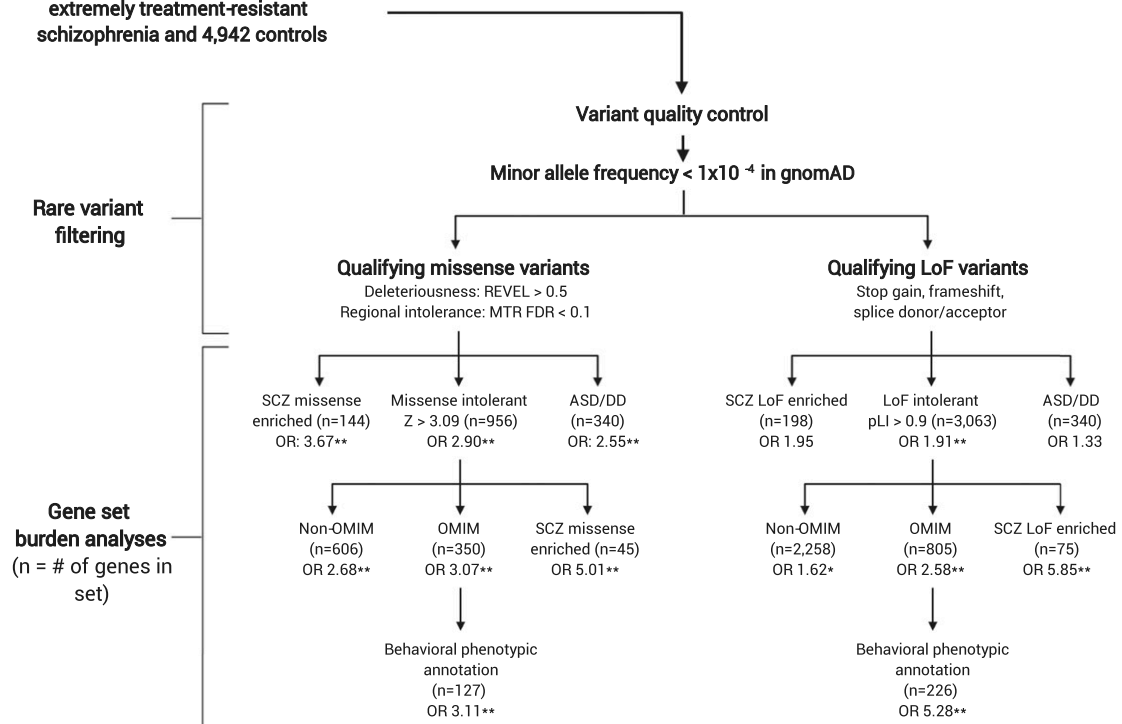 extremely treatment-resistant
schizophrenia and 4,942 controls
Variant quality control
Minor allele frequency < 1x10 -4 in gnomAD
Rare variant
filtering
Qualifying missense variants
Deleteriousness: REVEL > 0.5
Regional intolerance: MTR FDR < 0.1
Qualifying LoF variants
Stop gain, frameshift,
splice donor/acceptor
SCZ missense
enriched (n=144)
OR: 3.67**
Missense intolerant
Z > 3.09 (n=956)
OR 2.90**
ASD/DD
(n=340)
OR: 2.55**
SCZ LoF enriched
(n=198)
OR 1.95
LoF intolerant
pLI > 0.9 (n=3,063)
OR 1.91**
ASD/DD
(n=340)
OR 1.33
Gene set
burden analyses
(n = # of genes in
set)
Non-OMIM
(n=606)
OR 2.68**
OMIM
(n=350)
OR 3.07**
SCZ missense
enriched (n=45)
OR 5.01**
Non-OMIM
(n=2,258)
OR 1.62*
OMIM
(n=805)
OR 2.58**
SCZ LoF enriched
(n=75)
OR 5.85**
Behavioral phenotypic
annotation
(n=127)
OR 3.11**
Behavioral phenotypic
annotation
(n=226)
OR 5.28**